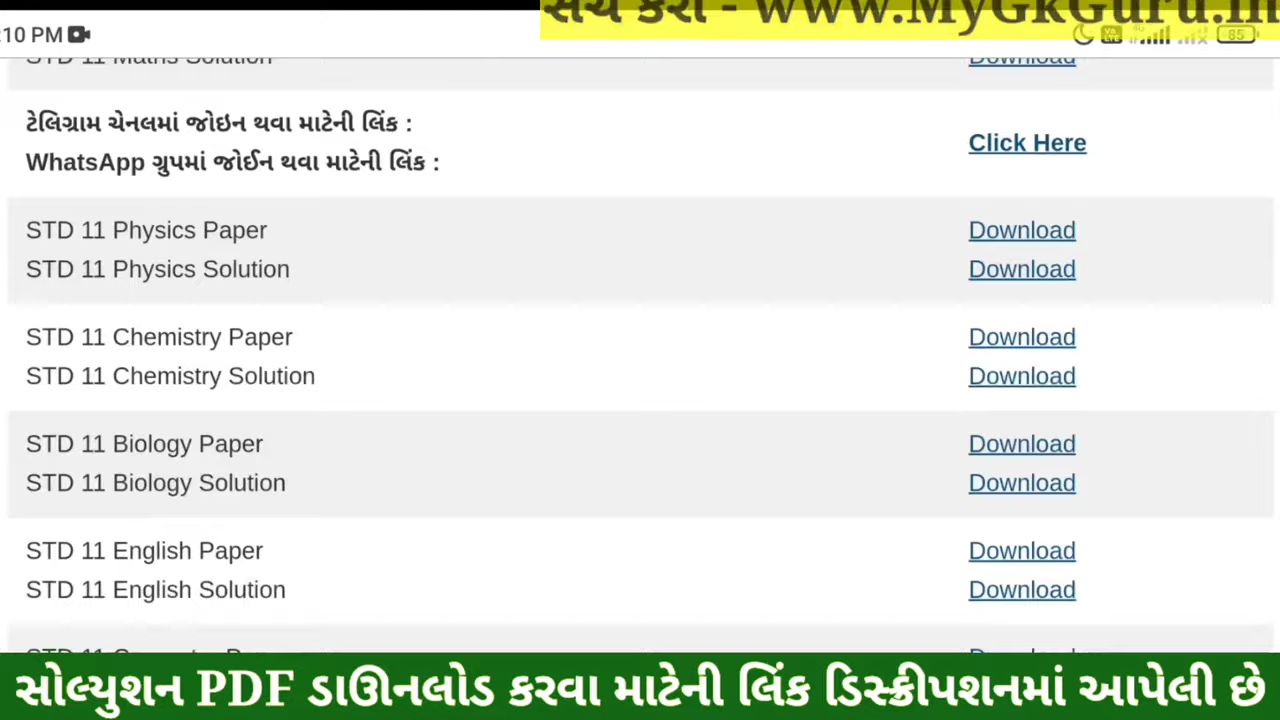 સર્ચ કરો - www.MyGkGuru.in
:10 PM
85
STD 11 Maths Solution Download
ટેલિગ્રામ ચેનલમાં જોઇન થવા માટેની લિંક :
Click Here
WhatsApp ગ્રુપમાં જોઈન થવા માટેની લિંક :
STD 11 Physics Paper Download
STD 11 Physics Solution Download
STD 11 Chemistry Paper Download
STD 11 Chemistry Solution Download
STD 11 Biology Paper Download
STD 11 Biology Solution Download
STD 11 English Paper Download
STD 11 English Solution Download
સોલ્યુશન PDF ડાઊનલોડ કરવા માટેની લિંક ડિસ્ક્રીપશનમાં આપેલી છે